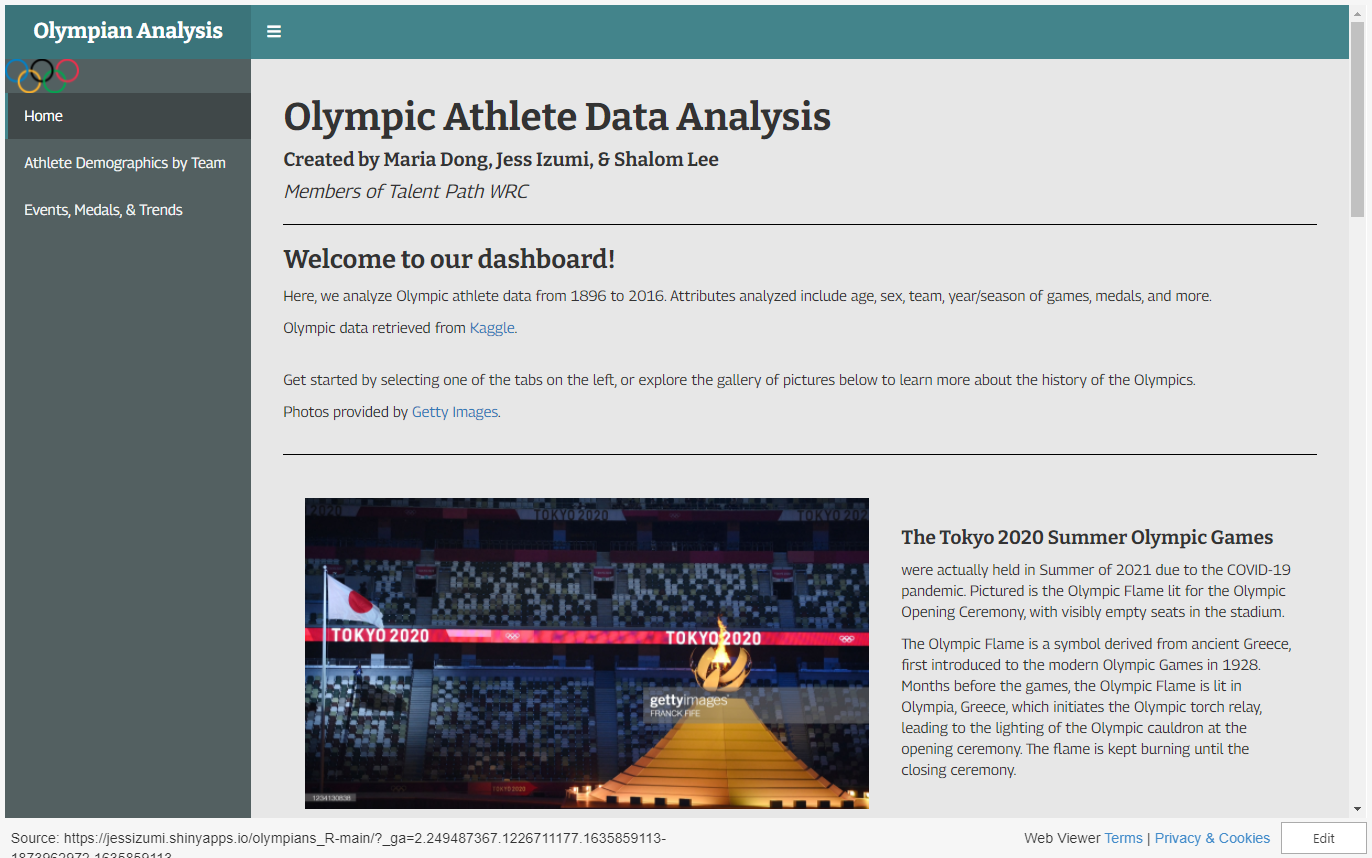 Olympian Analysis
Home
Athlete Demographics by Team
Events, Medals, & Trends
Olympic Athlete Data Analysis
Created by Maria Dong, Jess Izumi, & Shalom Lee
Members of Talent Path WRC
Welcome to our dashboard!
Here, we analyze Olympic athlete data from 1896 to 2016. Attributes analyzed include age, sex, team, year/season of games, medals, and more.
Olympic data retrieved from Kaggle.
Get started by selecting one of the tabs on the left, or explore the gallery of pictures below to learn more about the history of the Olympics.
Photos provided by Getty Images.
2020 TOKYO 2020 TOKYO 202
TOKYO 2020 TOKYO 2020
gettyimages
FRANCK FIFE
TOKYO 2020
1234130638
The Tokyo 2020 Summer Olympic Games
were actually held in Summer of 2021 due to the COVID-19
pandemic. Pictured is the Olympic Flame lit for the Olympic
Opening Ceremony, with visibly empty seats in the stadium.
The Olympic Flame is a symbol derived from ancient Greece,
first introduced to the modern Olympic Games in 1928.
Months before the games, the Olympic Flame is lit in
Olympia, Greece, which initiates the Olympic torch relay,
leading to the lighting of the Olympic cauldron at the
opening ceremony. The flame is kept burning until the
closing ceremony.
Source: https://jessizumi.shinyapps.io/olympians_R-main/?_ga=2.249487367.1226711177.1635859113-
1873962972.1635859113
Web Viewer Terms | Privacy & Cookies
Edit